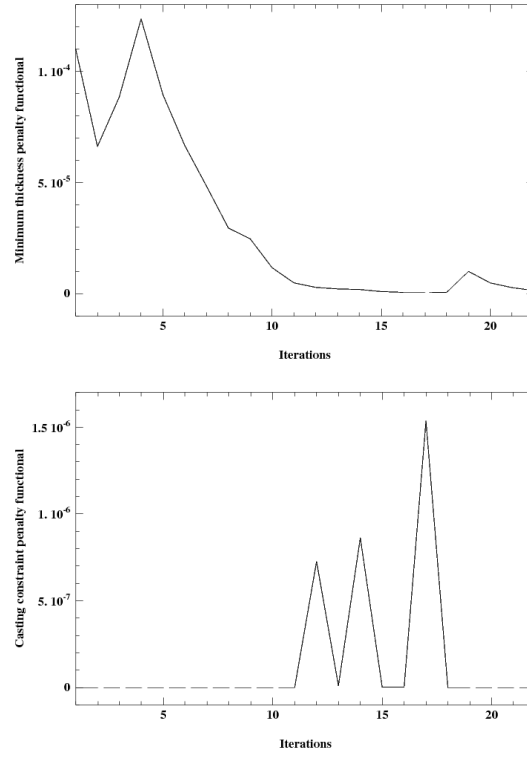 Minimum thickness penalty functional
1. 10⁻⁴
5. 10⁻⁵
0
5 10 15 20
Iterations
Casting constraint penalty functional
1.5 10⁻⁶
1. 10⁻⁶
5. 10⁻⁷
0
5 10 15 20
Iterations